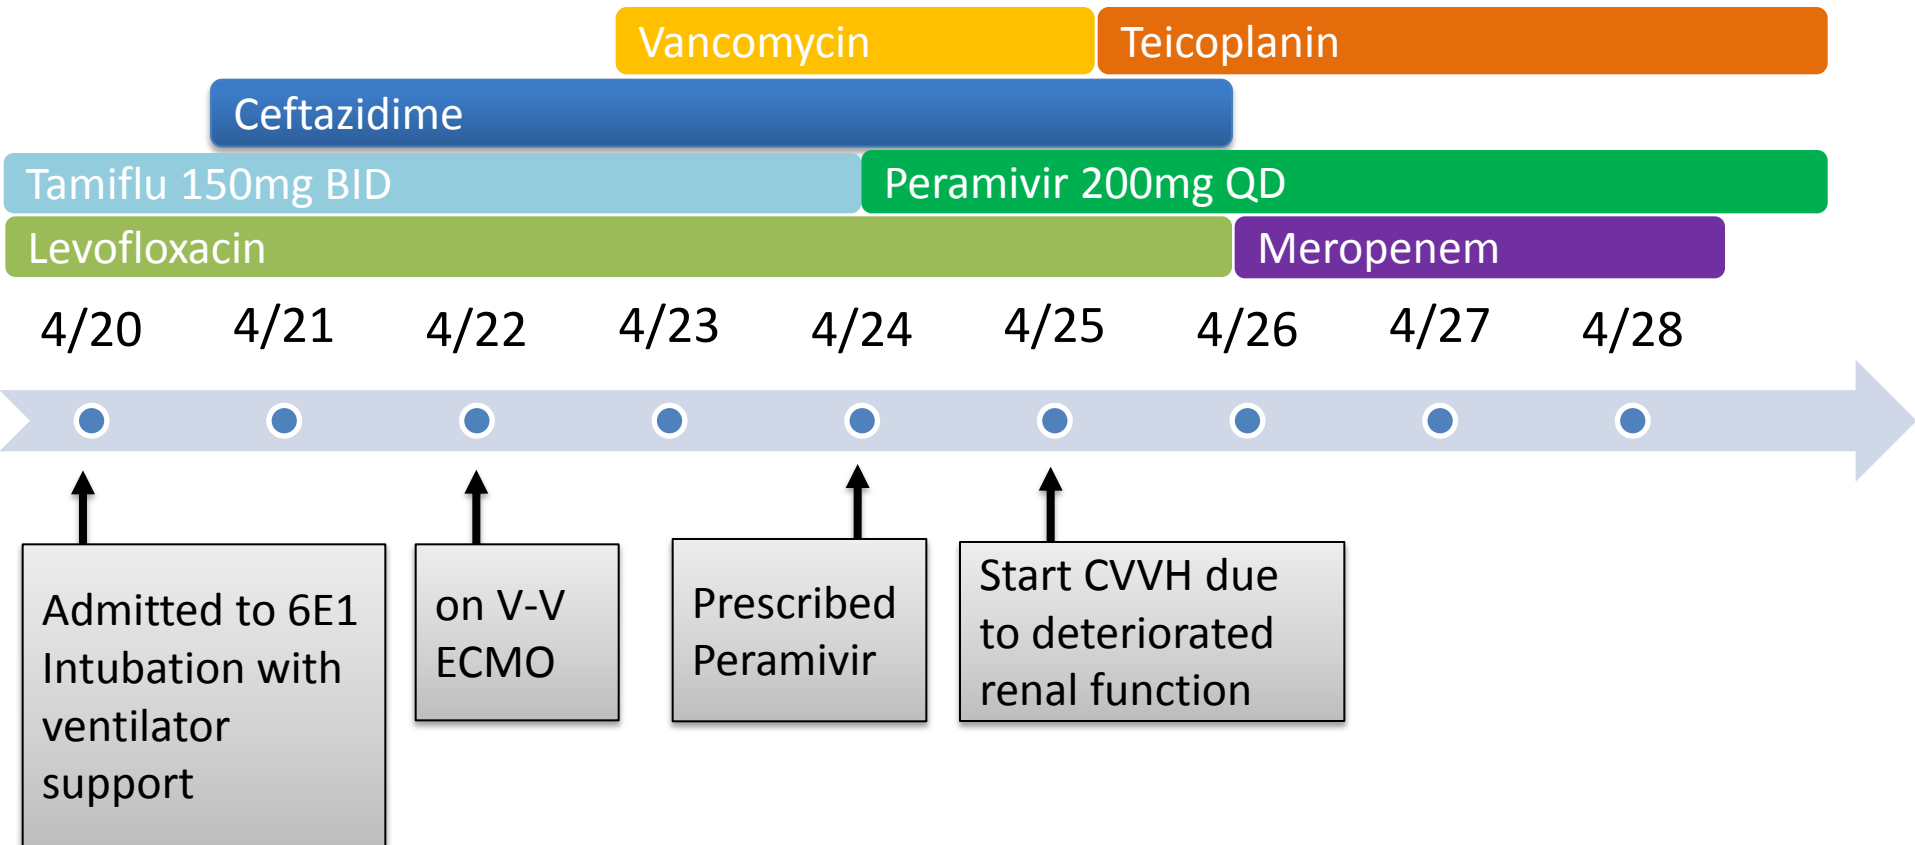 Vancomycin
Teicoplanin
Ceftazidime
Tamiflu 150mg BID
Peramivir 200mg QD
Levofloxacin
Meropenem
4/20
4/21
4/22
4/23
4/24
4/25
4/26
4/27
4/28
Admitted to 6E1
Intubation with
ventilator
support
on V-V
ECMO
Prescribed
Peramivir
Start CVVH due
to deteriorated
renal function